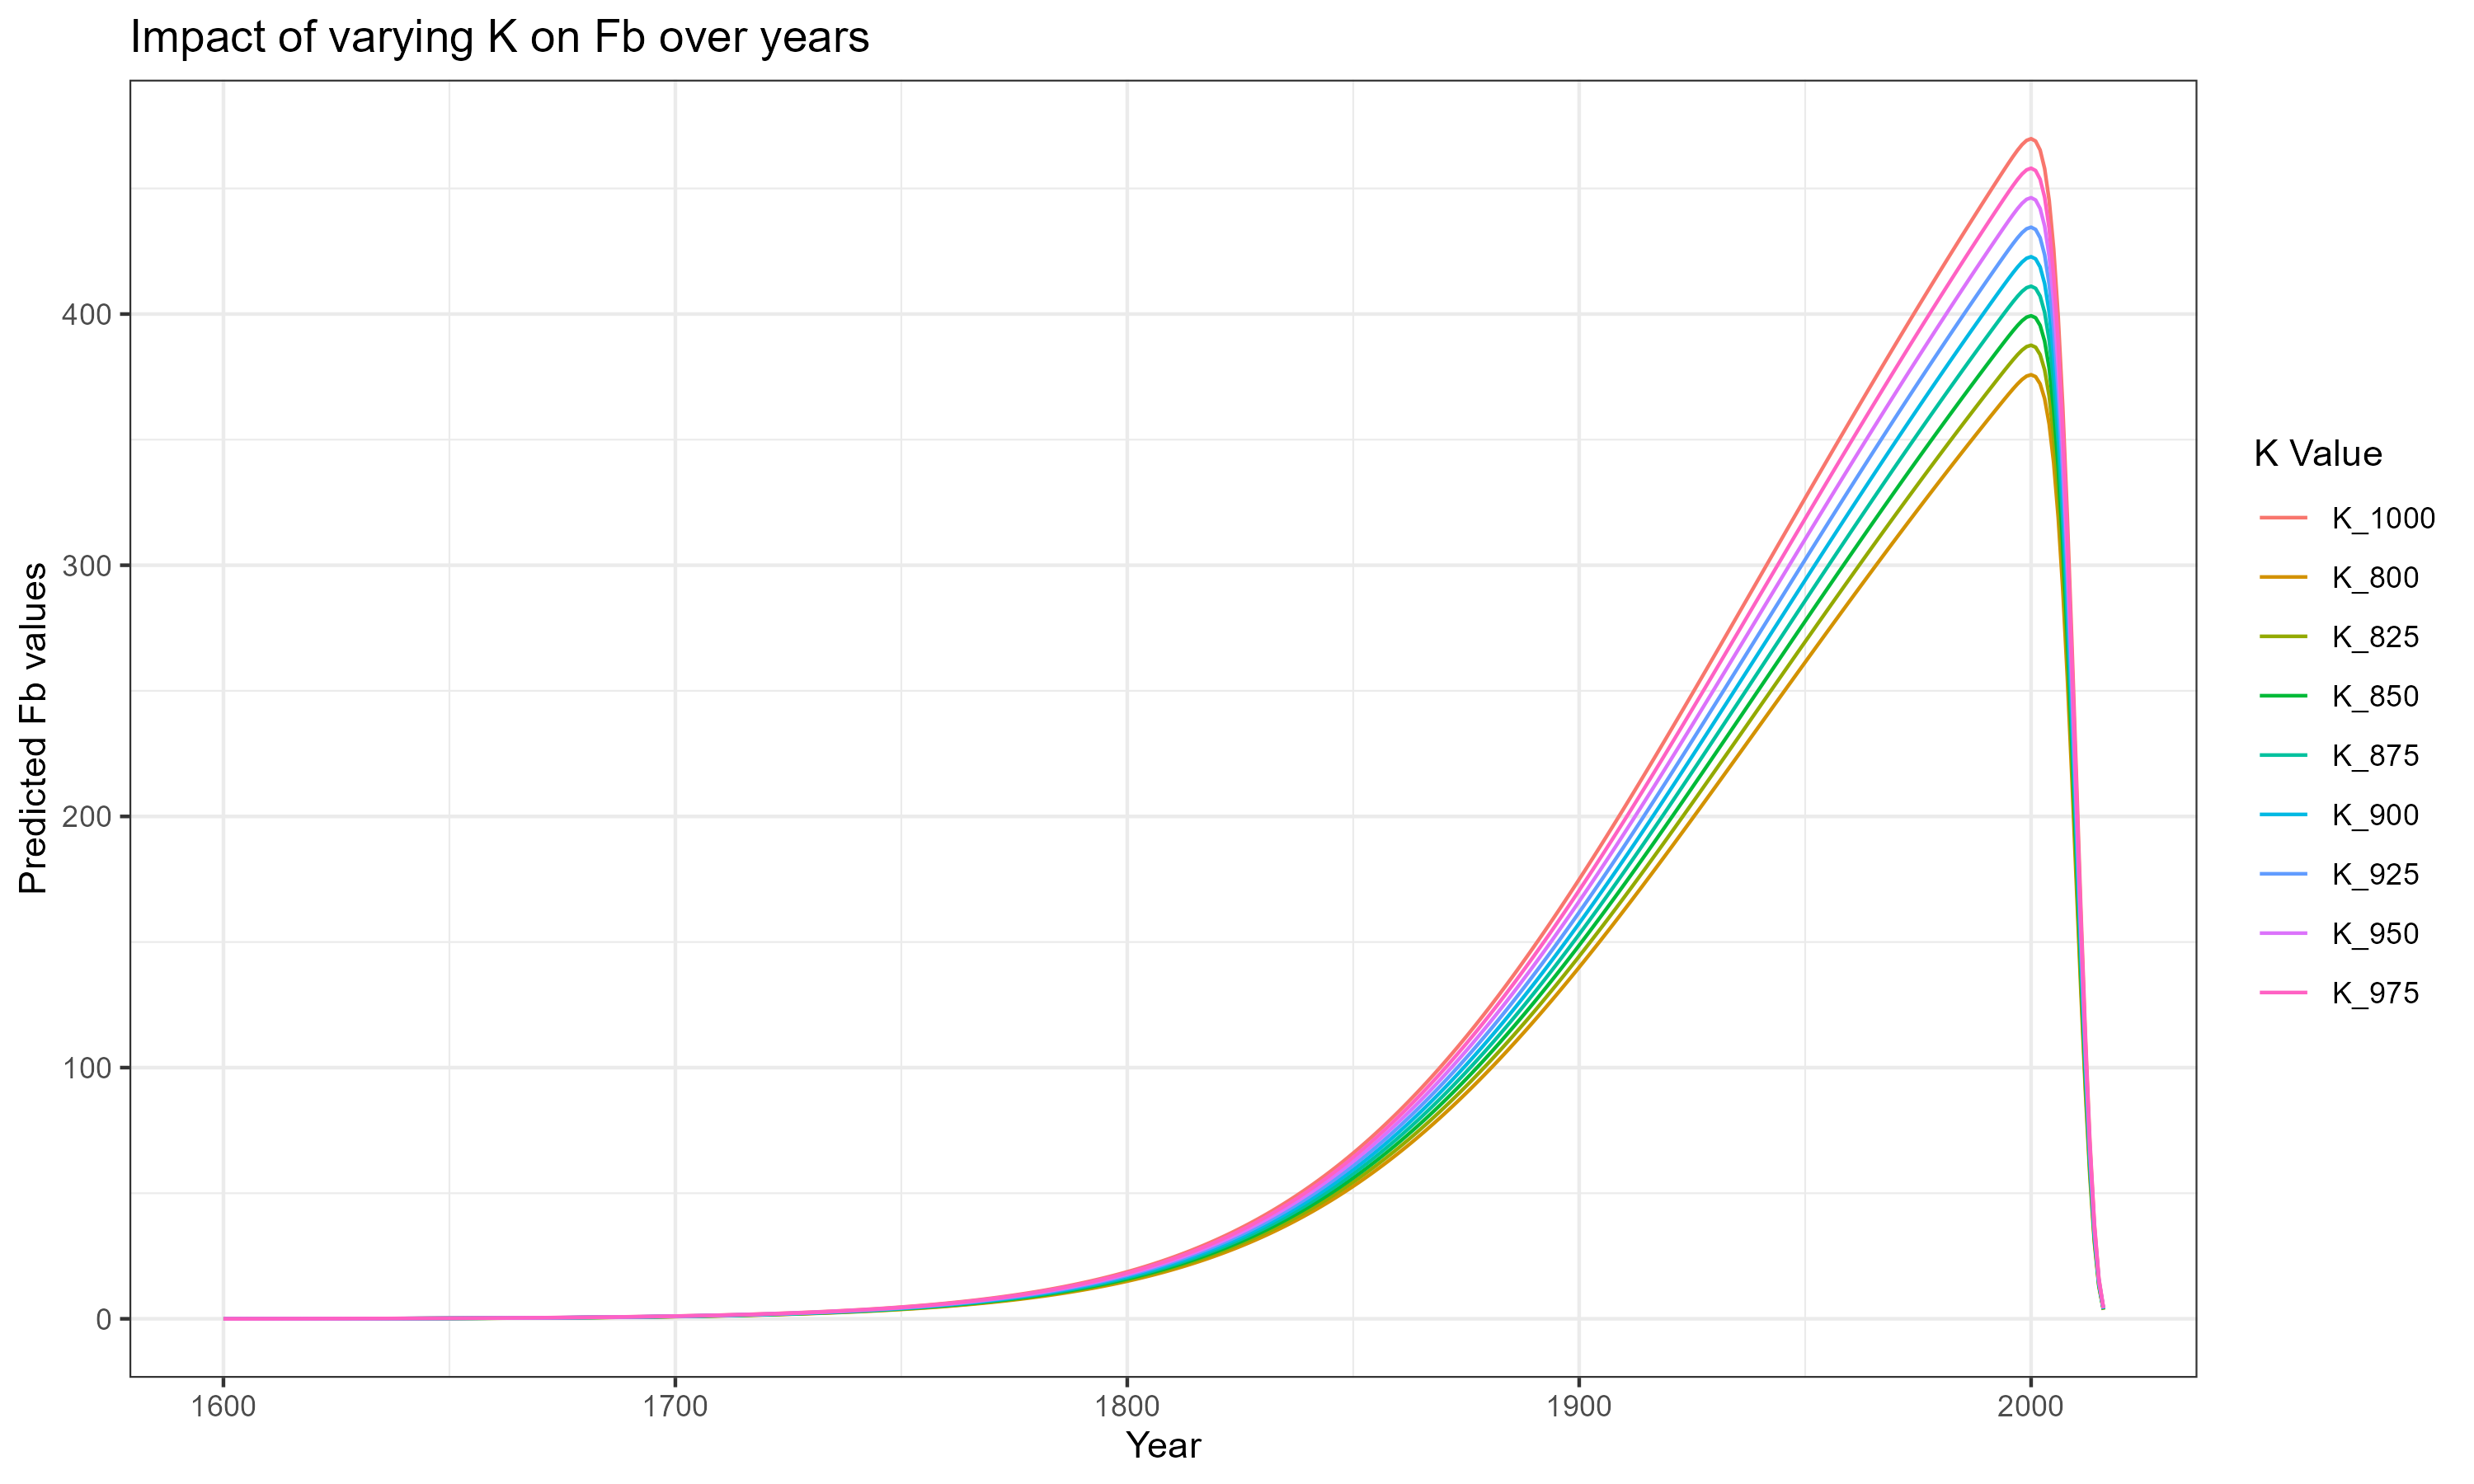 Impact of varying K on Fb over years
Predicted Fb values
400
300
200
100
0
1600
1700
1800
1900
2000
Year
K Value
K_1000
K_800
K_825
K_850
K_875
K_900
K_925
K_950
K_975